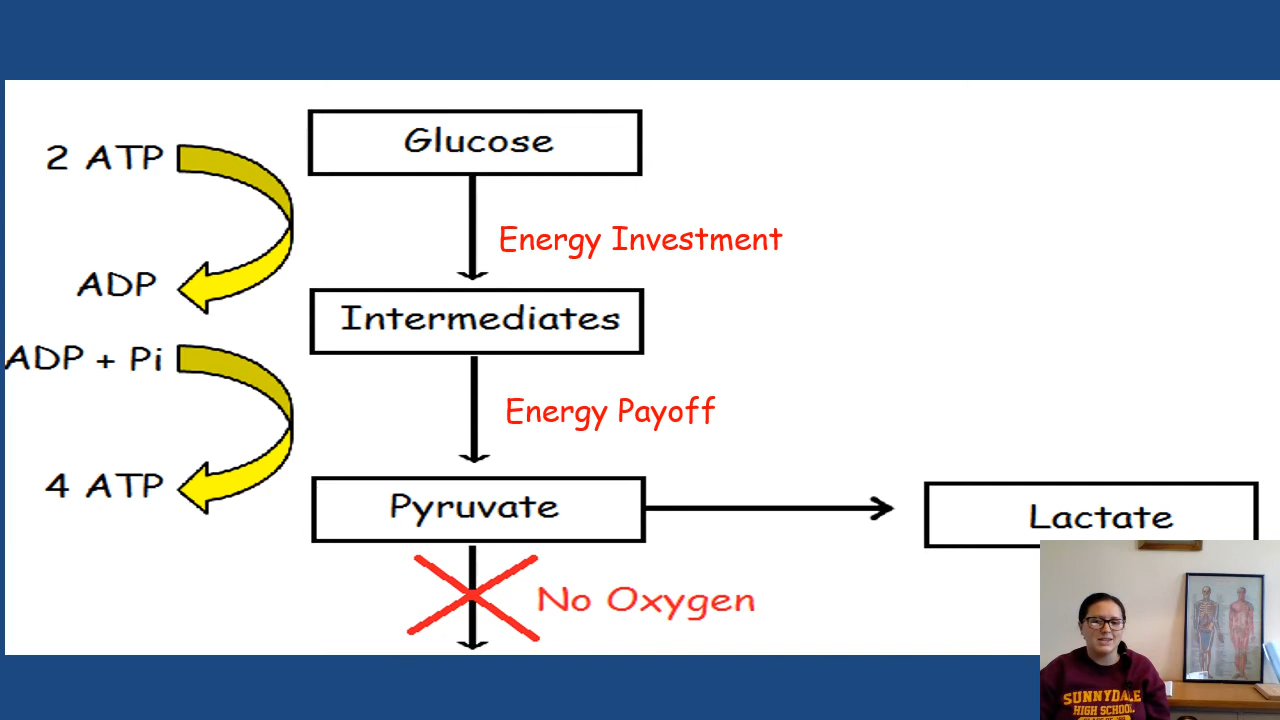 Glucose
2 ATP
Energy Investment
ADP
Intermediates
ADP + Pi
Energy Payoff
4 ATP
Pyruvate
Lactate
No Oxygen
SUNNYDALE
HIGH SCHOOL